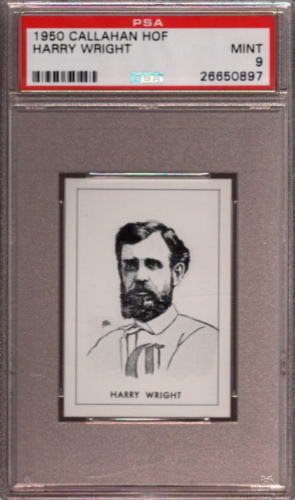 PSA
1950 CALLAHAN HOF
HARRY WRIGHT
MINT
9
26650897
HARRY WRIGHT